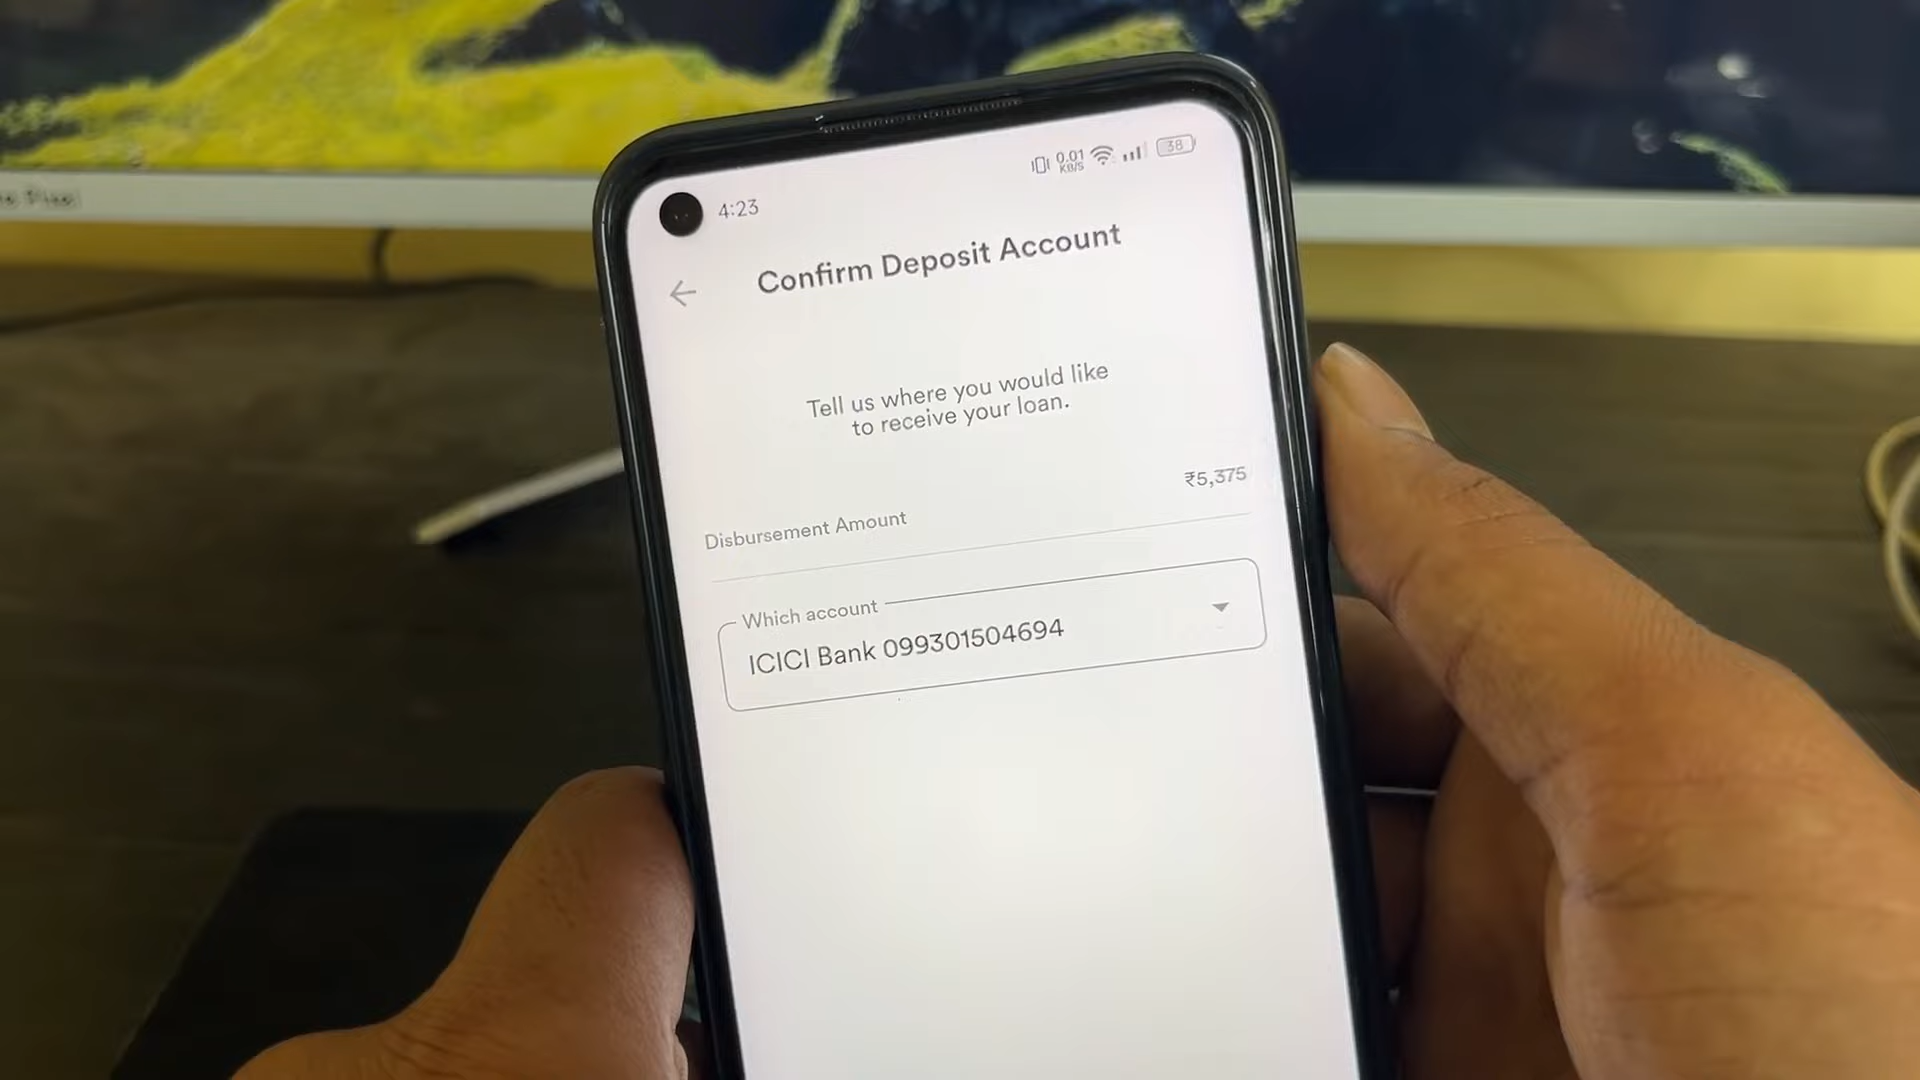 4:23
0.01
KB/S
38
Confirm Deposit Account
Tell us where you would like
to receive your loan.
Disbursement Amount ₹5,375
Which account
ICICI Bank 099301504694